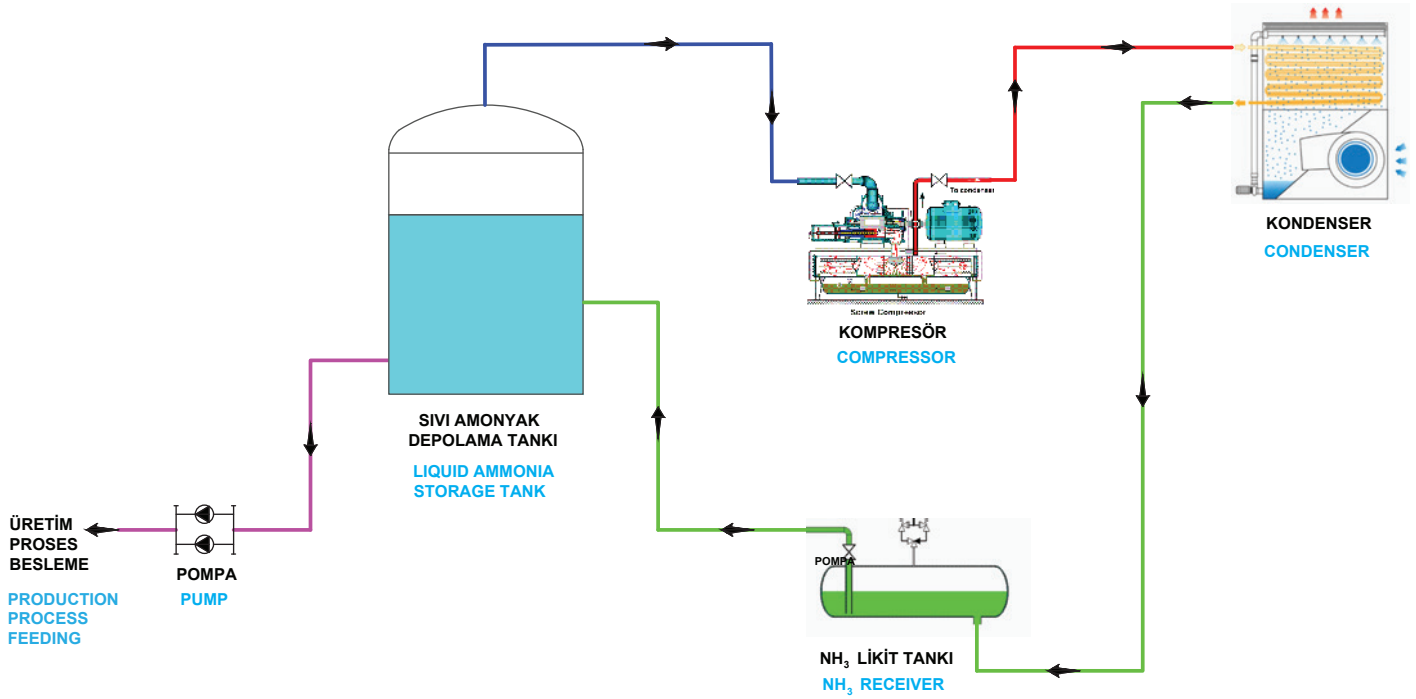 To condenser
Screw Compressor
KONDENSER
CONDENSER
KOMPRESÖR
COMPRESSOR
SIVI AMONYAK
DEPOLAMA TANKI
LIQUID AMMONIA
STORAGE TANK
ÜRETİM
PROSES
BESLEME
PRODUCTION
PROCESS
FEEDING
POMPA
PUMP
POMPA
NH₃ LİKİT TANKI
NH₃ RECEIVER